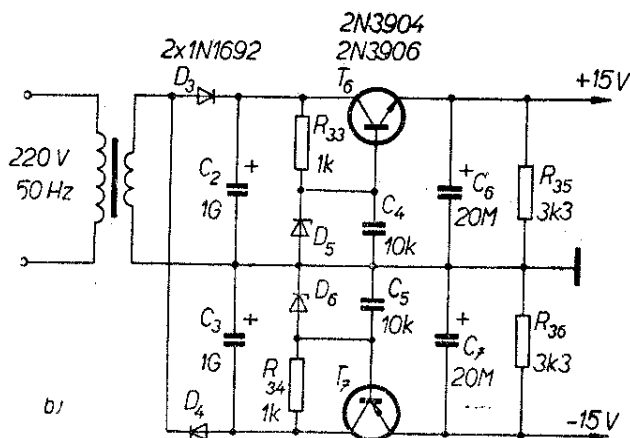 2N3904
2N3906
2x1N1692
D3
T6
+15V
R33
1k
220 V
50 Hz
C2
+
1G
C4
10k
D5
+
C6
20M
R35
3k3
D6
C5
10k
C3
+
1G
R34
1k
T7
+
C7
20M
R36
3k3
D4
-15V
b)